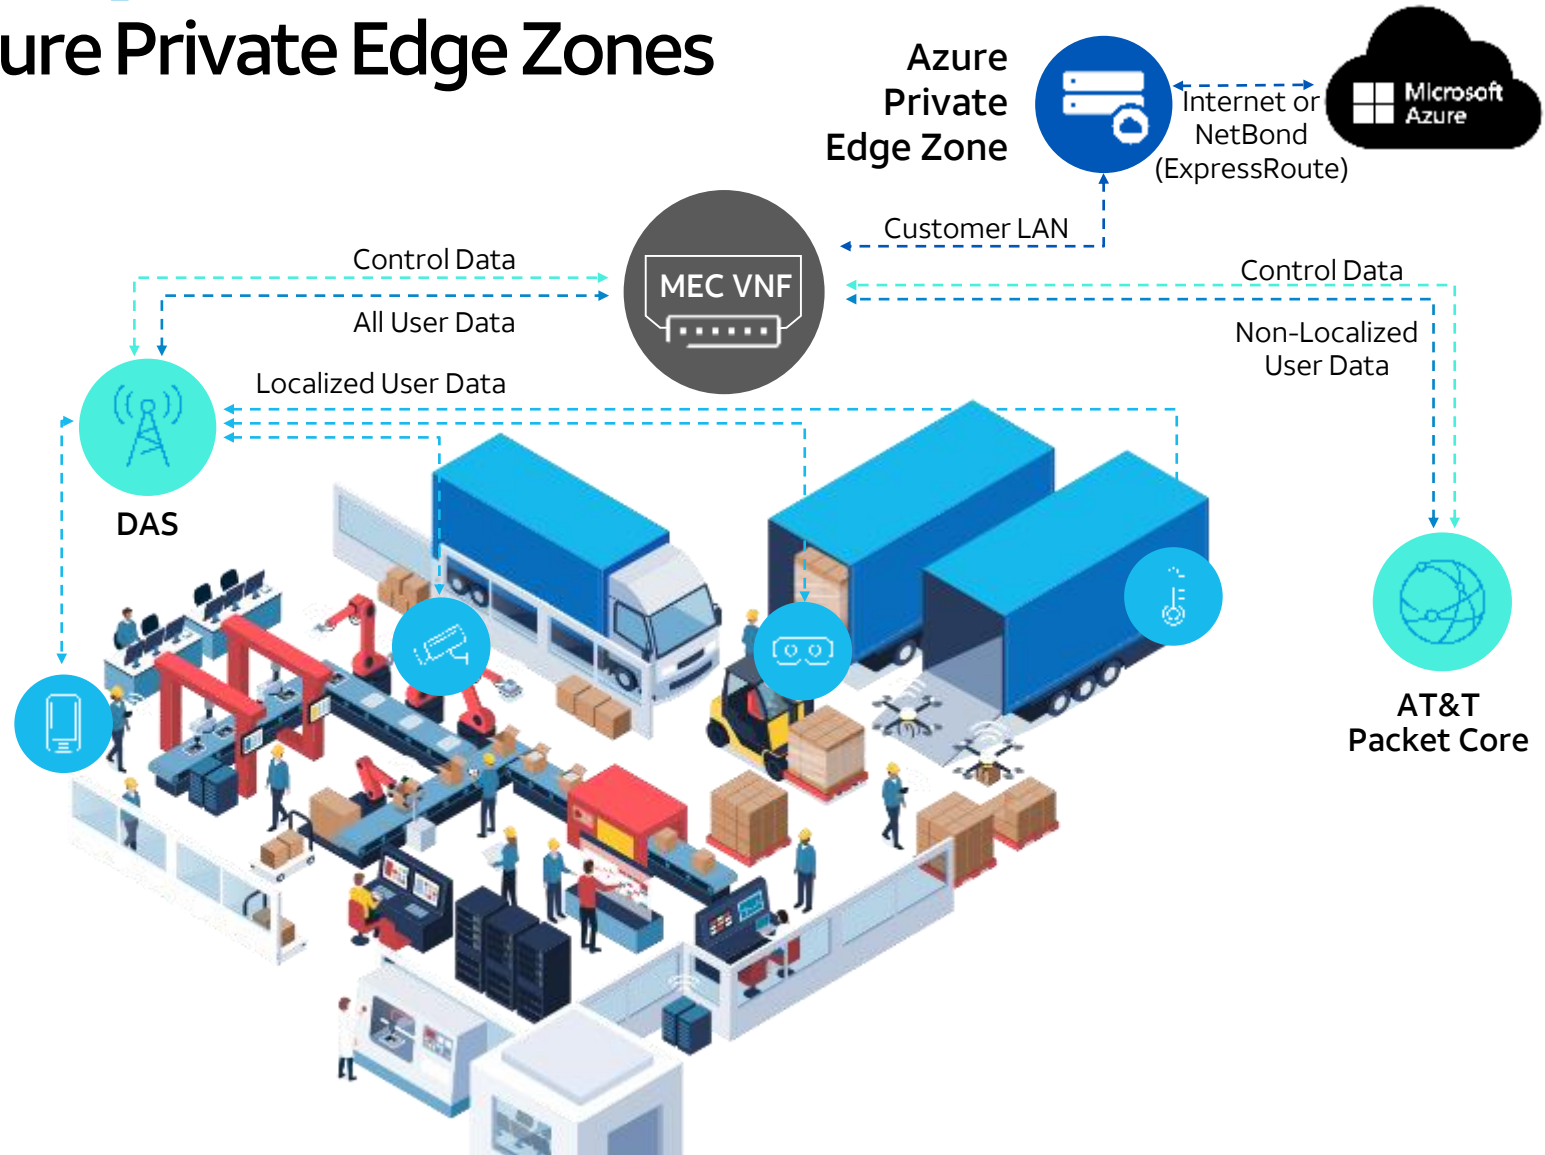 ure Private Edge Zones
Azure
Private
Edge Zone
Internet or
NetBond
(ExpressRoute)
Microsoft
Azure
Customer LAN
MEC VNF
Control Data
All User Data
Localized User Data
Control Data
Non-Localized
User Data
DAS
AT&T
Packet Core